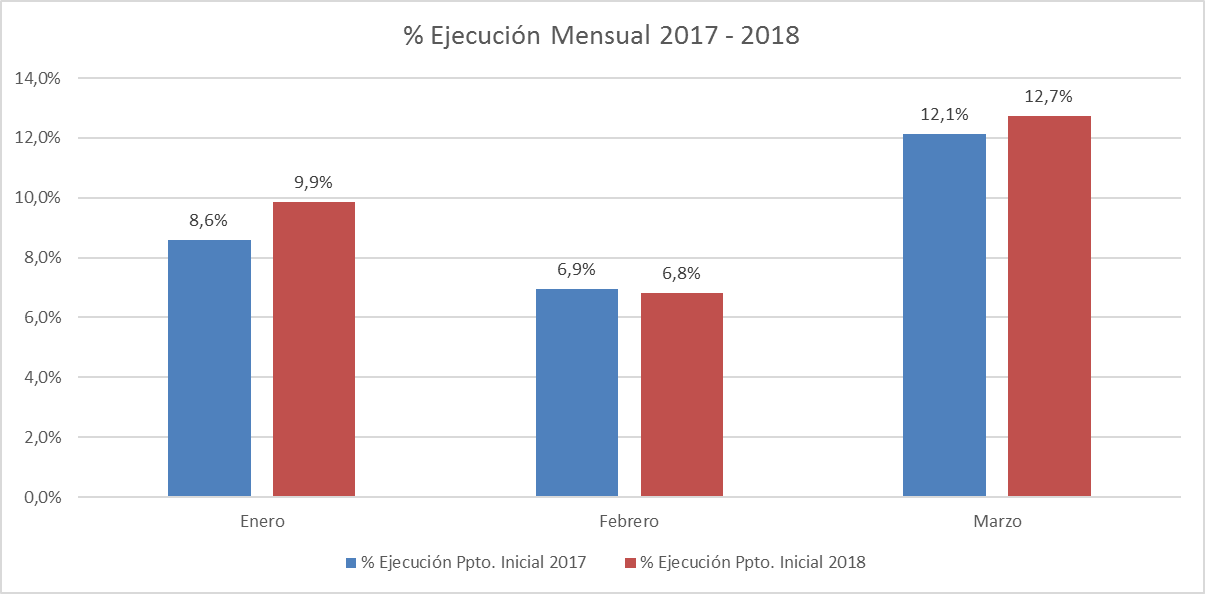 % Ejecución Mensual 2017 - 2018
14,0%
12,0%
10,0%
8,0%
6,0%
4,0%
2,0%
0,0%
8,6%
9,9%
6,9%
6,8%
12,1%
12,7%
Enero
Febrero
Marzo
% Ejecución Ppto. Inicial 2017
% Ejecución Ppto. Inicial 2018